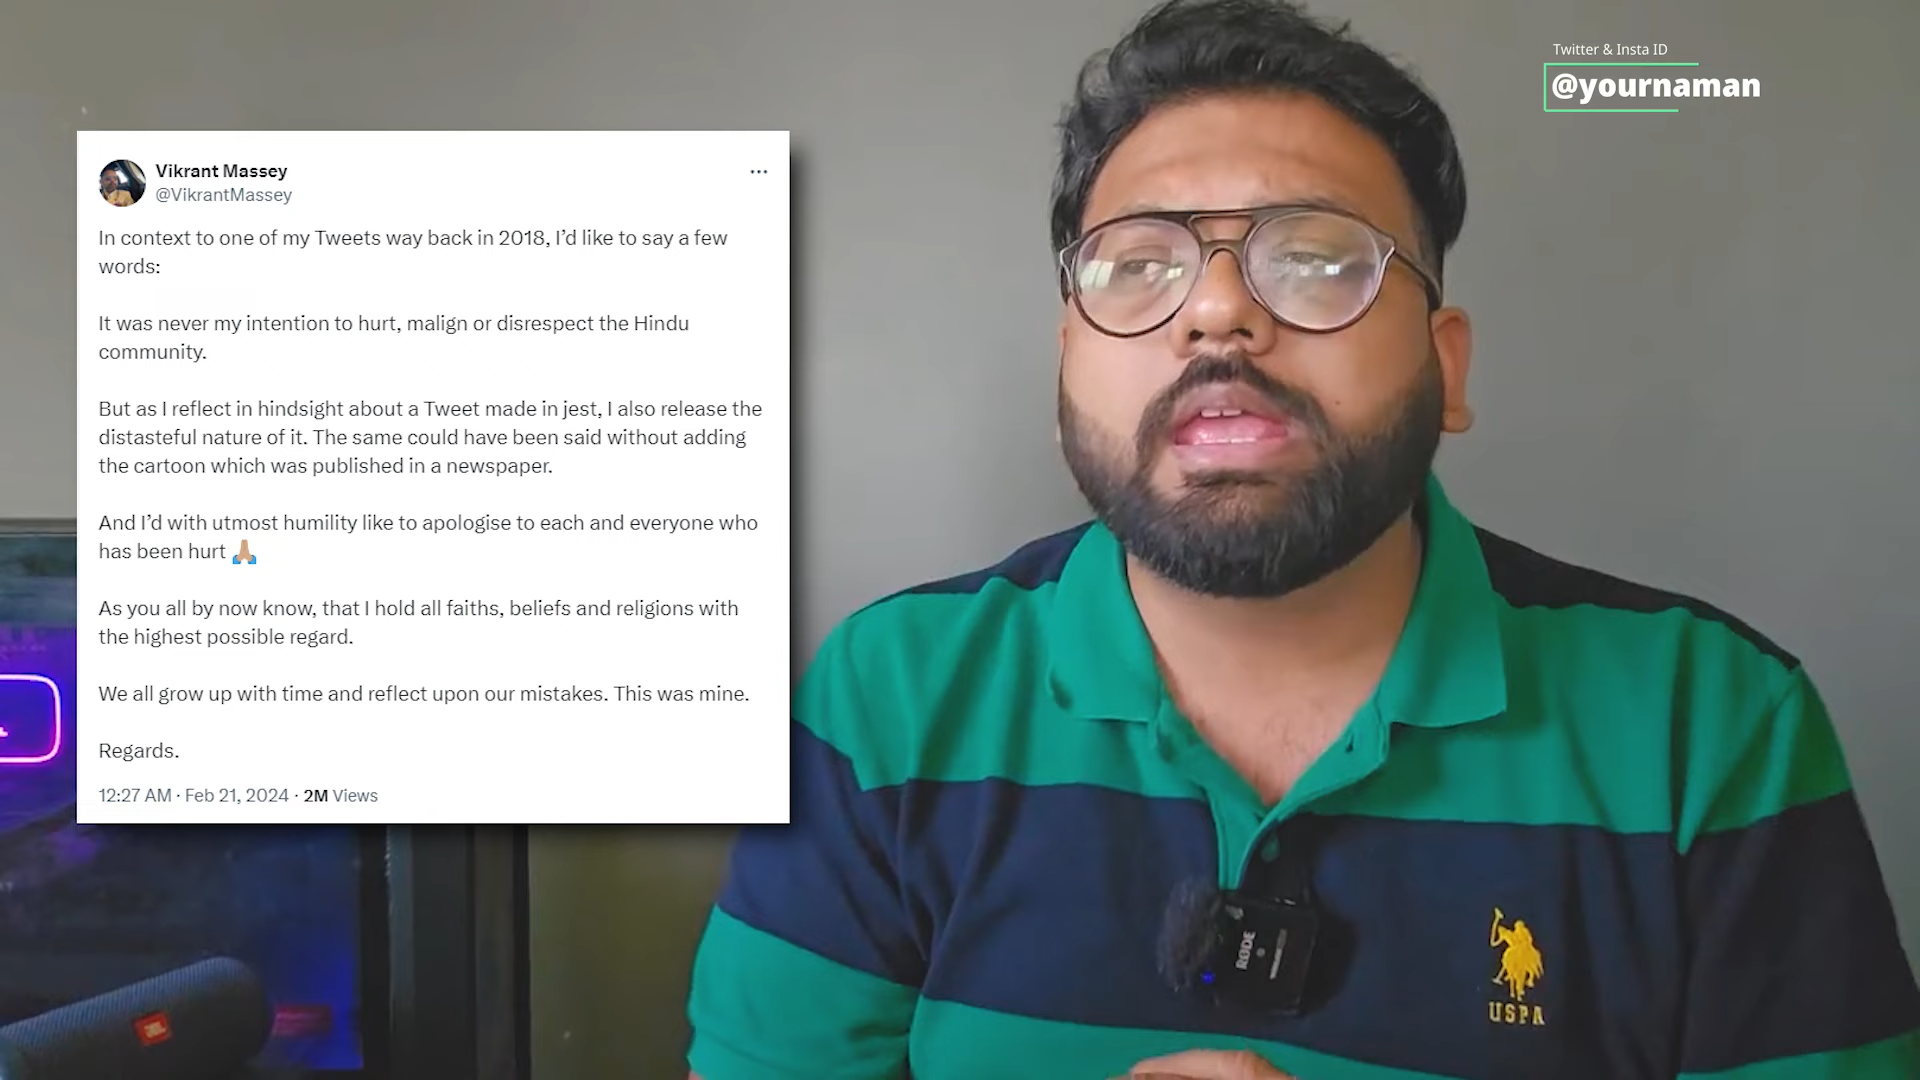 Twitter & Insta ID
@yournaman
Vikrant Massey
@VikrantMassey
In context to one of my Tweets way back in 2018, I’d like to say a few
words:
It was never my intention to hurt, malign or disrespect the Hindu
community.
But as I reflect in hindsight about a Tweet made in jest, I also release the
distasteful nature of it. The same could have been said without adding
the cartoon which was published in a newspaper.
And I’d with utmost humility like to apologise to each and everyone who
has been hurt 🙏🏽
As you all by now know, that I hold all faiths, beliefs and religions with
the highest possible regard.
We all grow up with time and reflect upon our mistakes. This was mine.
Regards.
12:27 AM · Feb 21, 2024 · 2M Views
RØDE
USPA
JBL